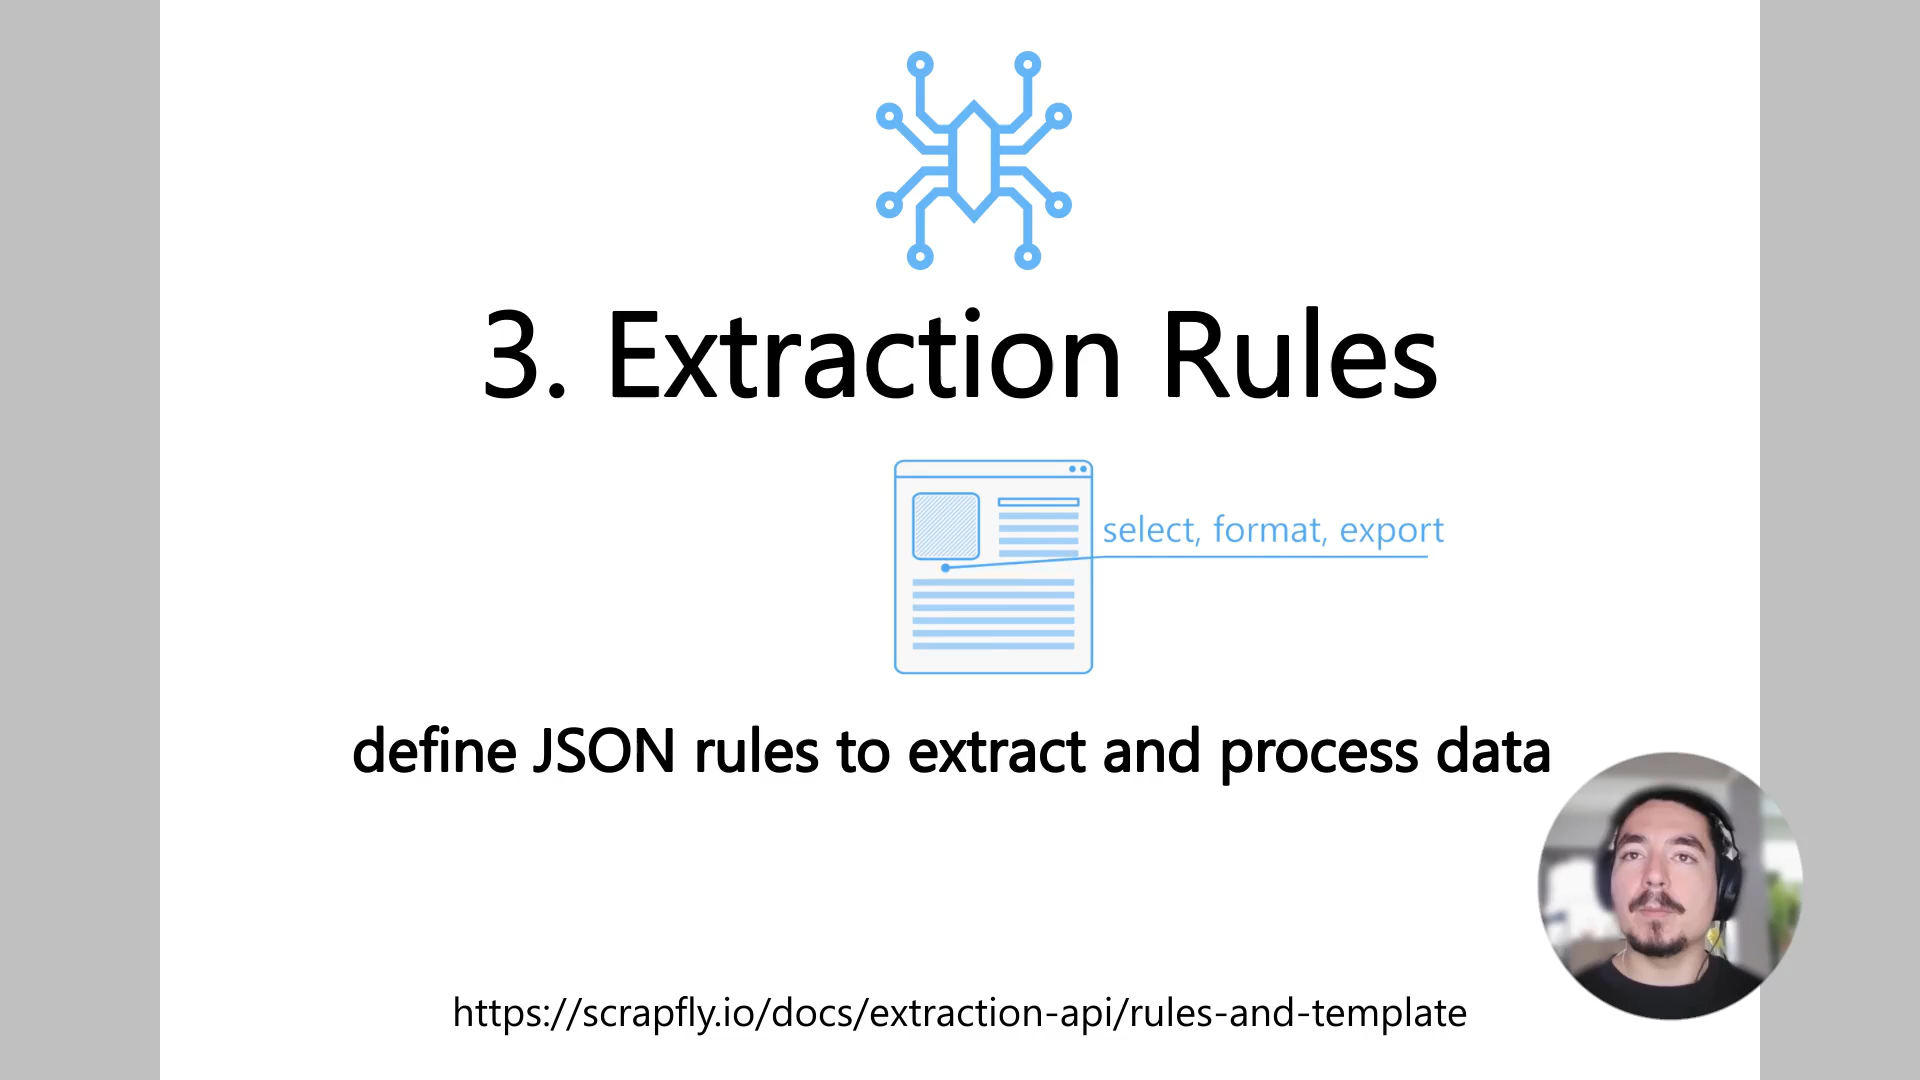 3. Extraction Rules
select, format, export
define JSON rules to extract and process data
https://scrapfly.io/docs/extraction-api/rules-and-template